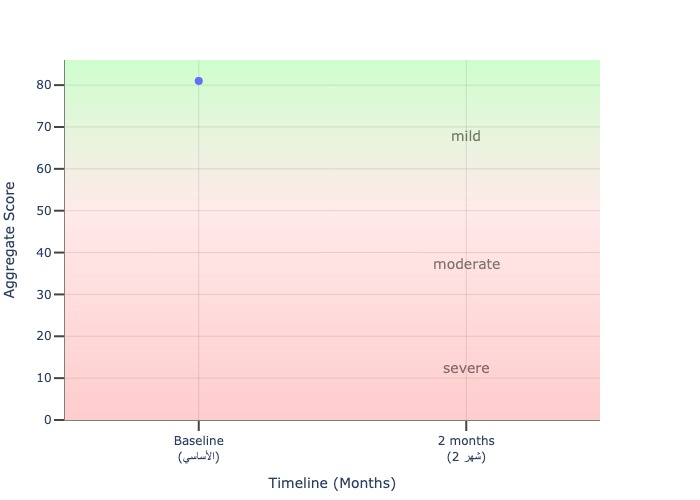 80
70
mild
60
50
40
moderate
30
20
10
severe
0
Aggregate Score
Baseline
(الأساسي)
2 months
(2 شهر)
Timeline (Months)